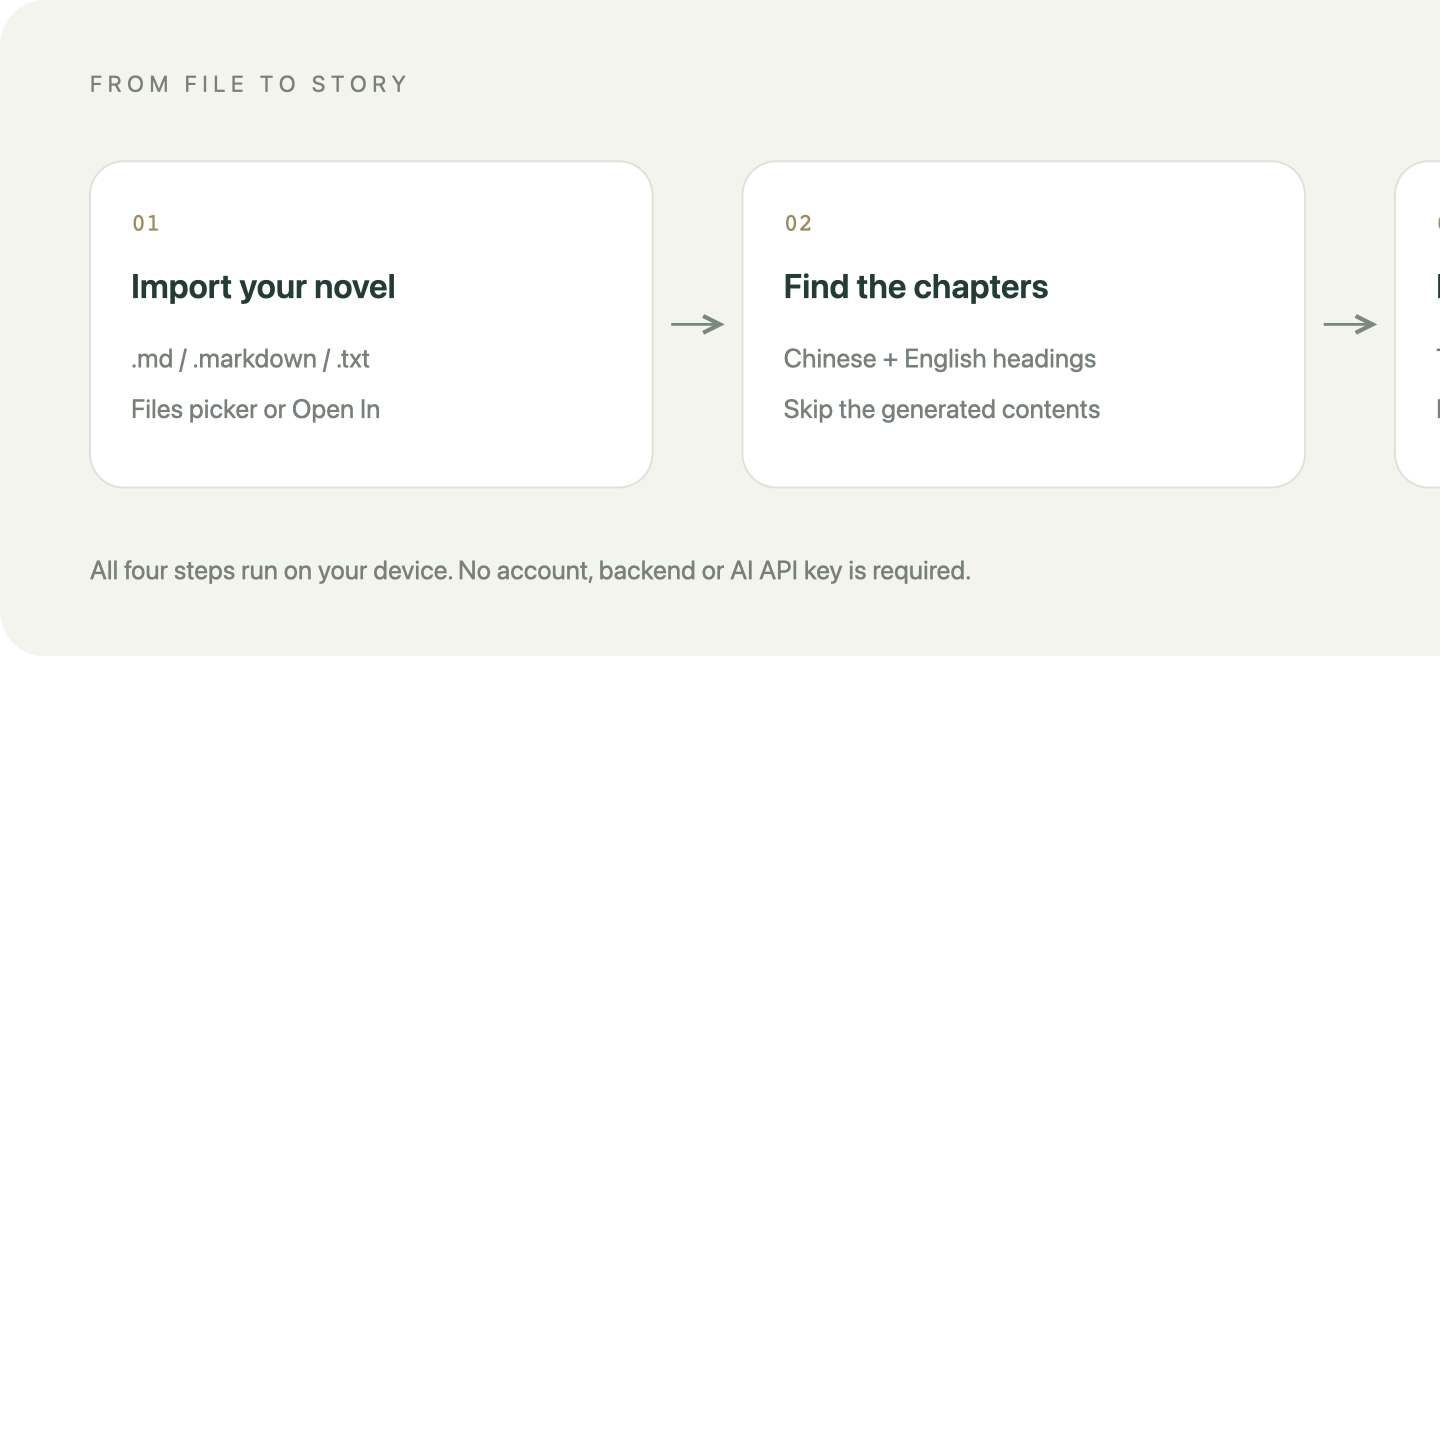 FROM FILE TO STORY
01
Import your novel
.md / .markdown / .txt
Files picker or Open In
02
Find the chapters
Chinese + English headings
Skip the generated contents
All four steps run on your device. No account, backend or AI API key is required.